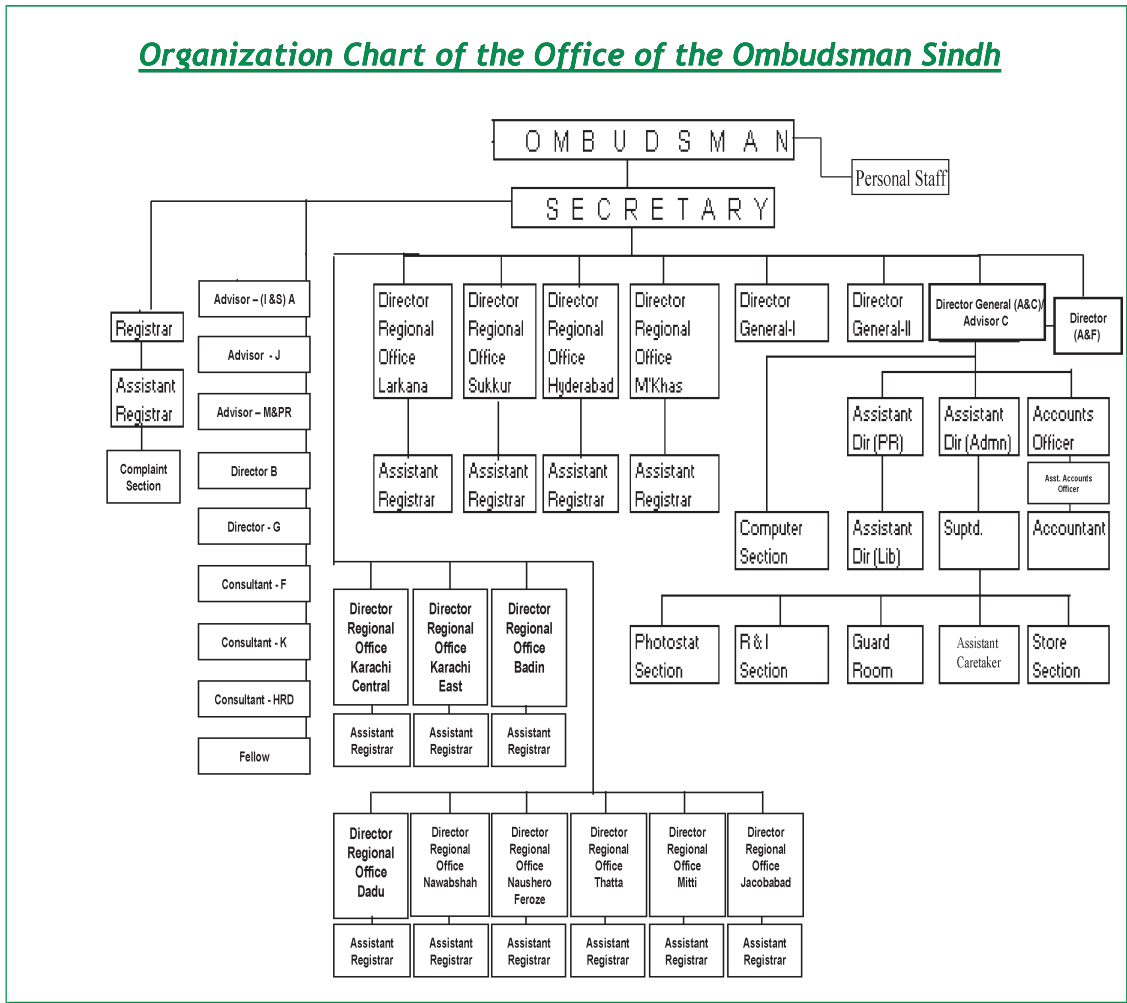 Organization Chart of the Office of the Ombudsman Sindh
OMBUDSMAN
Personal Staff
SECRETARY
Registrar
Assistant
Registrar
Complaint
Section
Advisor – (I &S) A
Advisor - J
Advisor – M&PR
Director B
Director - G
Consultant - F
Consultant - K
Consultant - HRD
Fellow
Director
Regional
Office
Larkana
Director
Regional
Office
Sukkur
Director
Regional
Office
Hyderabad
Director
Regional
Office
M'Khas
Director
General-I
Director
General-II
Director General (A&C)/
Advisor C
Director
(A&F)
Assistant
Registrar
Assistant
Registrar
Assistant
Registrar
Assistant
Registrar
Assistant
Dir (PR)
Assistant
Dir (Admn)
Accounts
Officer
Asst. Accounts
Officer
Computer
Section
Assistant
Dir (Lib)
Suptd.
Accountant
Photostat
Section
R & I
Section
Guard
Room
Assistant
Caretaker
Store
Section
Director
Regional
Office
Karachi
Central
Director
Regional
Office
Karachi
East
Director
Regional
Office
Badin
Assistant
Registrar
Assistant
Registrar
Assistant
Registrar
Director
Regional
Office
Dadu
Director
Regional
Office
Nawabshah
Director
Regional
Office
Naushero
Feroze
Director
Regional
Office
Thatta
Director
Regional
Office
Mitti
Director
Regional
Office
Jacobabad
Assistant
Registrar
Assistant
Registrar
Assistant
Registrar
Assistant
Registrar
Assistant
Registrar
Assistant
Registrar